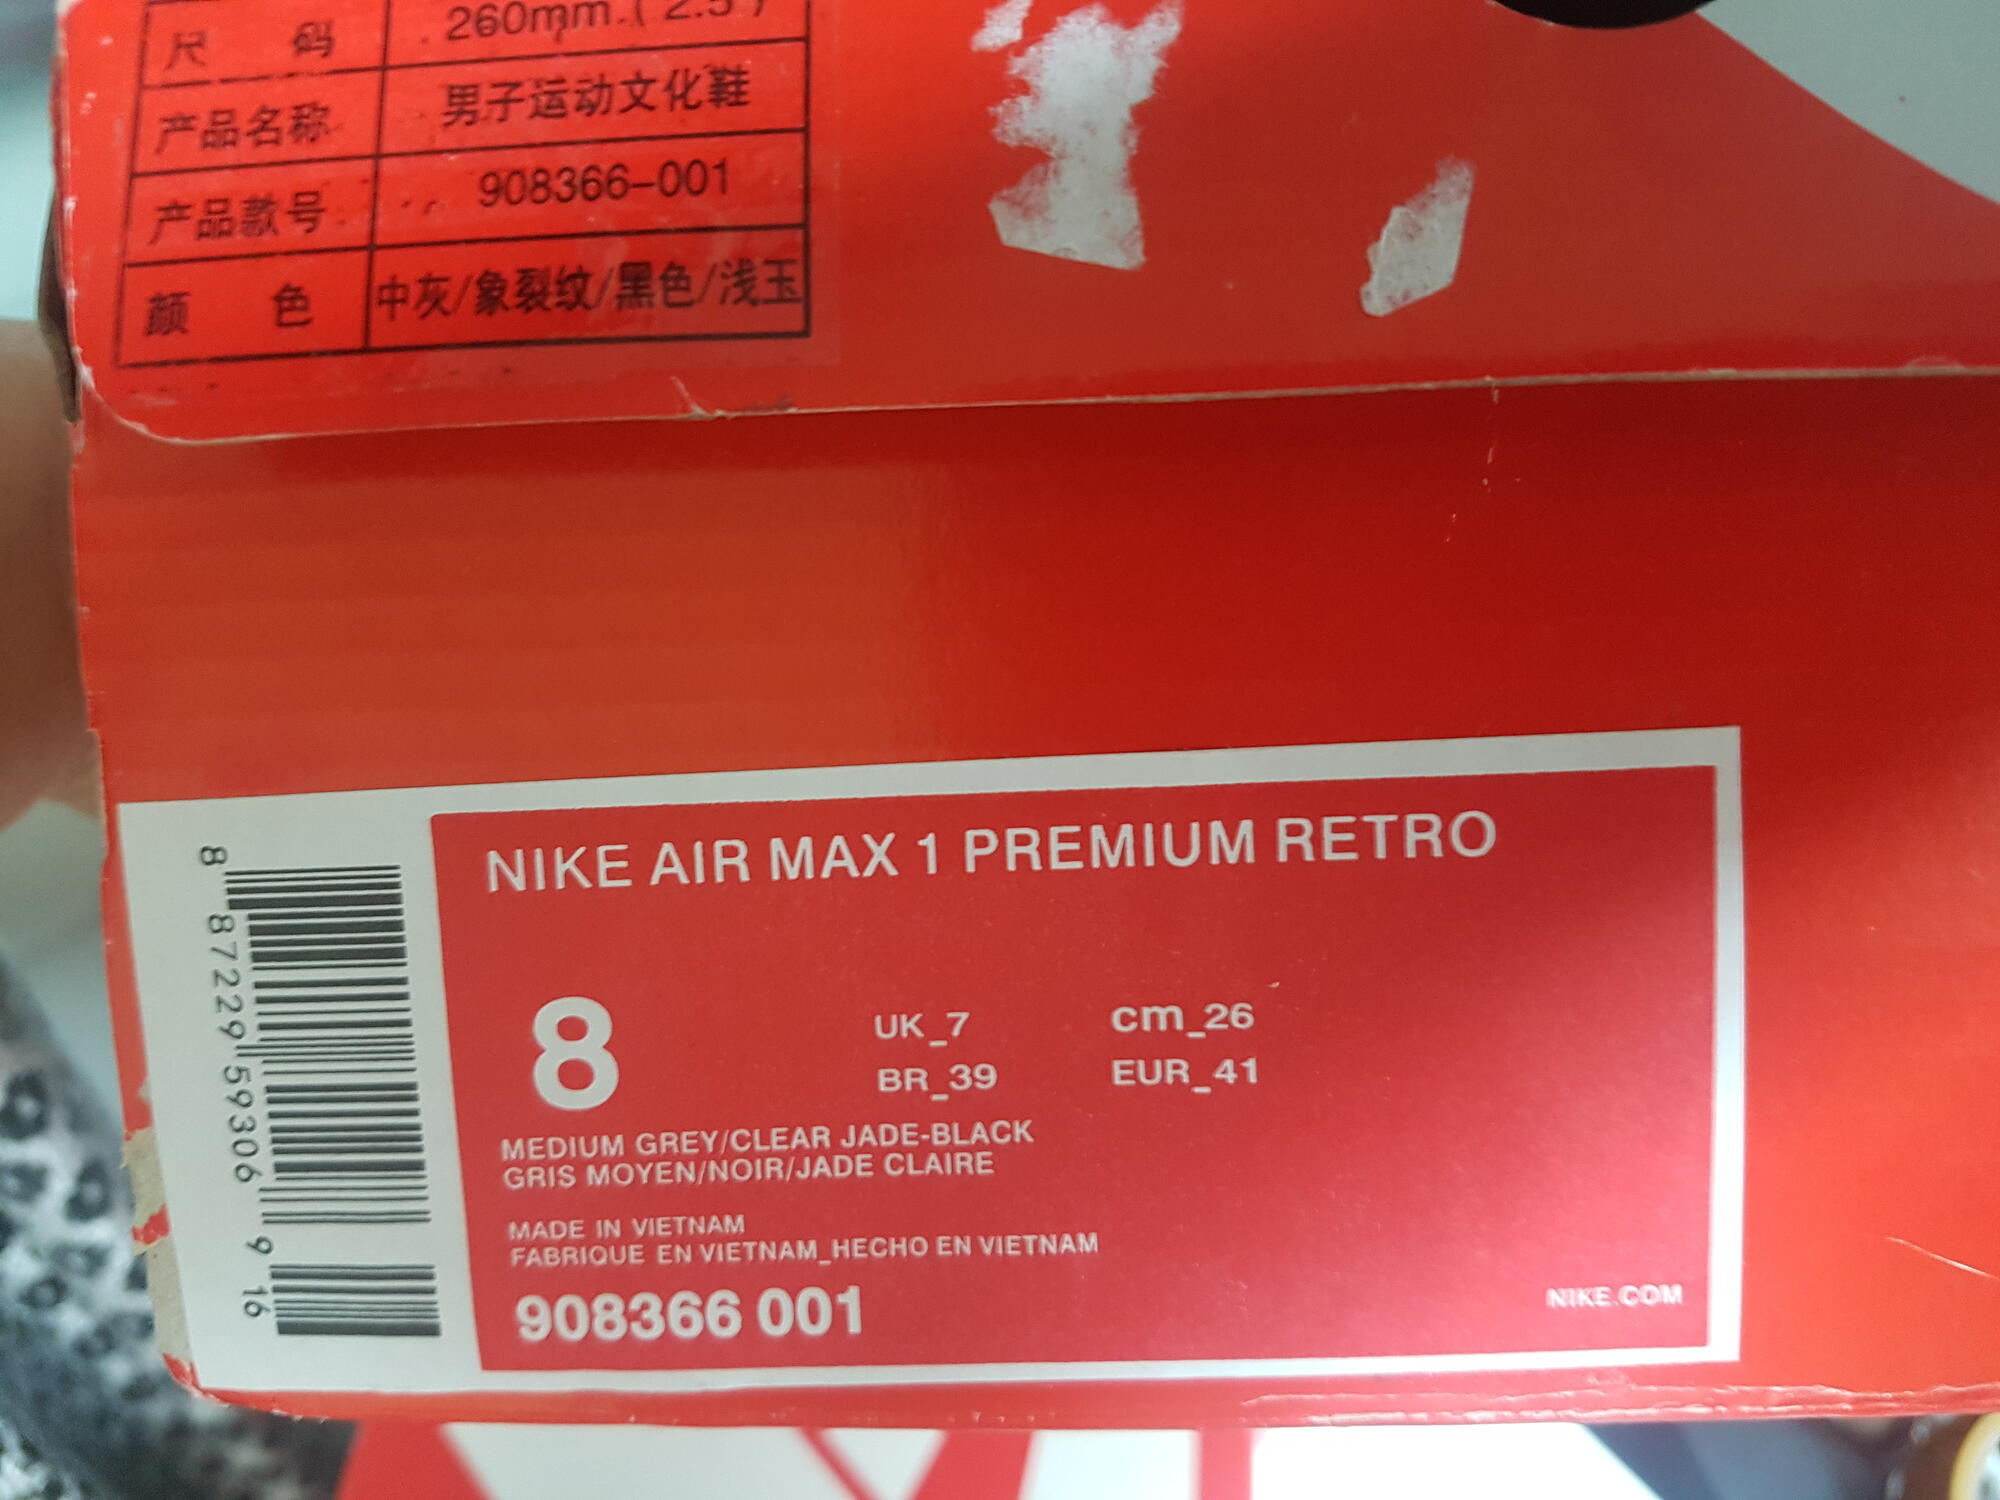 尺 码 260mm (2.5)
产品名称 男子运动文化鞋
产品款号 908366-001
颜 色 中灰/象裂纹/黑色/浅玉
NIKE AIR MAX 1 PREMIUM RETRO
8
UK_7 cm_26
BR_39 EUR_41
MEDIUM GREY/CLEAR JADE-BLACK
GRIS MOYEN/NOIR/JADE CLAIRE
MADE IN VIETNAM
FABRIQUE EN VIETNAM_HECHO EN VIETNAM
908366 001
NIKE.COM
8 87229 59306 9 16